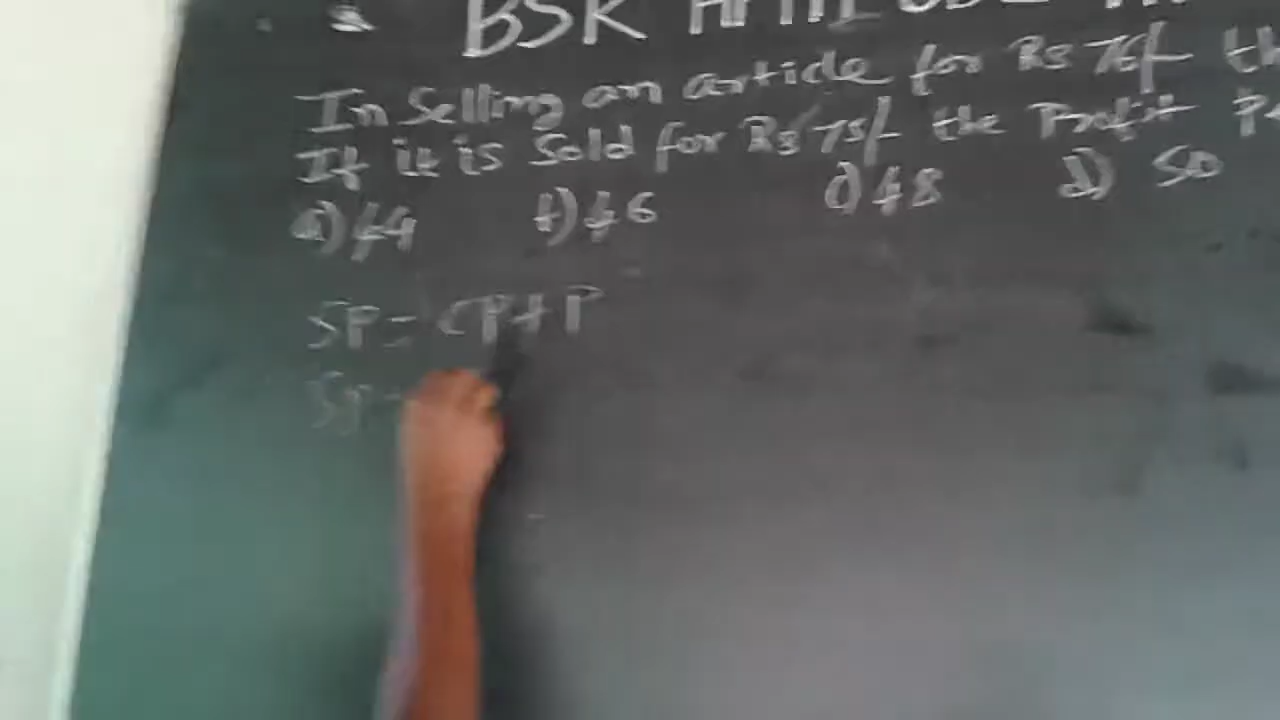 BSR
In Selling an article for Rs 76/- th
If it is Sold for Rs 75/- the Profit Pe
a) 44 b) 46 c) 48 d) 50
SP = CP + P
SP =